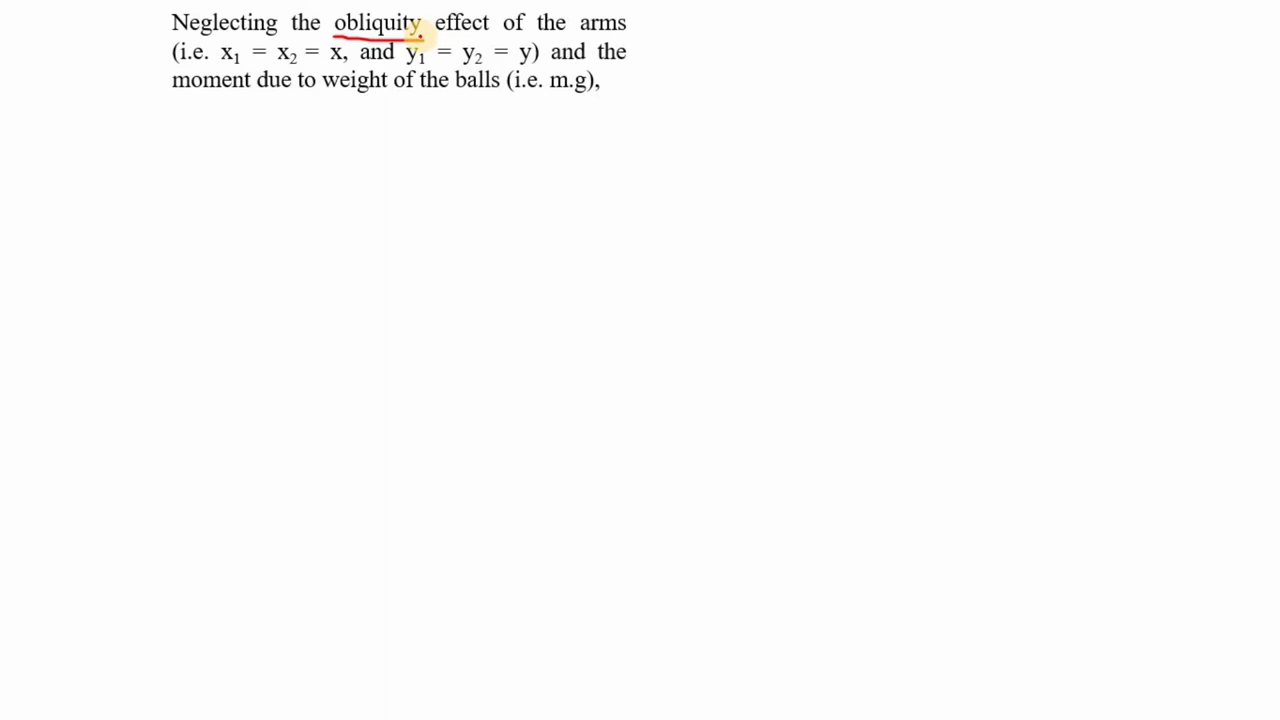 Neglecting the obliquity effect of the arms
(i.e. x₁ = x₂ = x, and y₁ = y₂ = y) and the
moment due to weight of the balls (i.e. m.g),